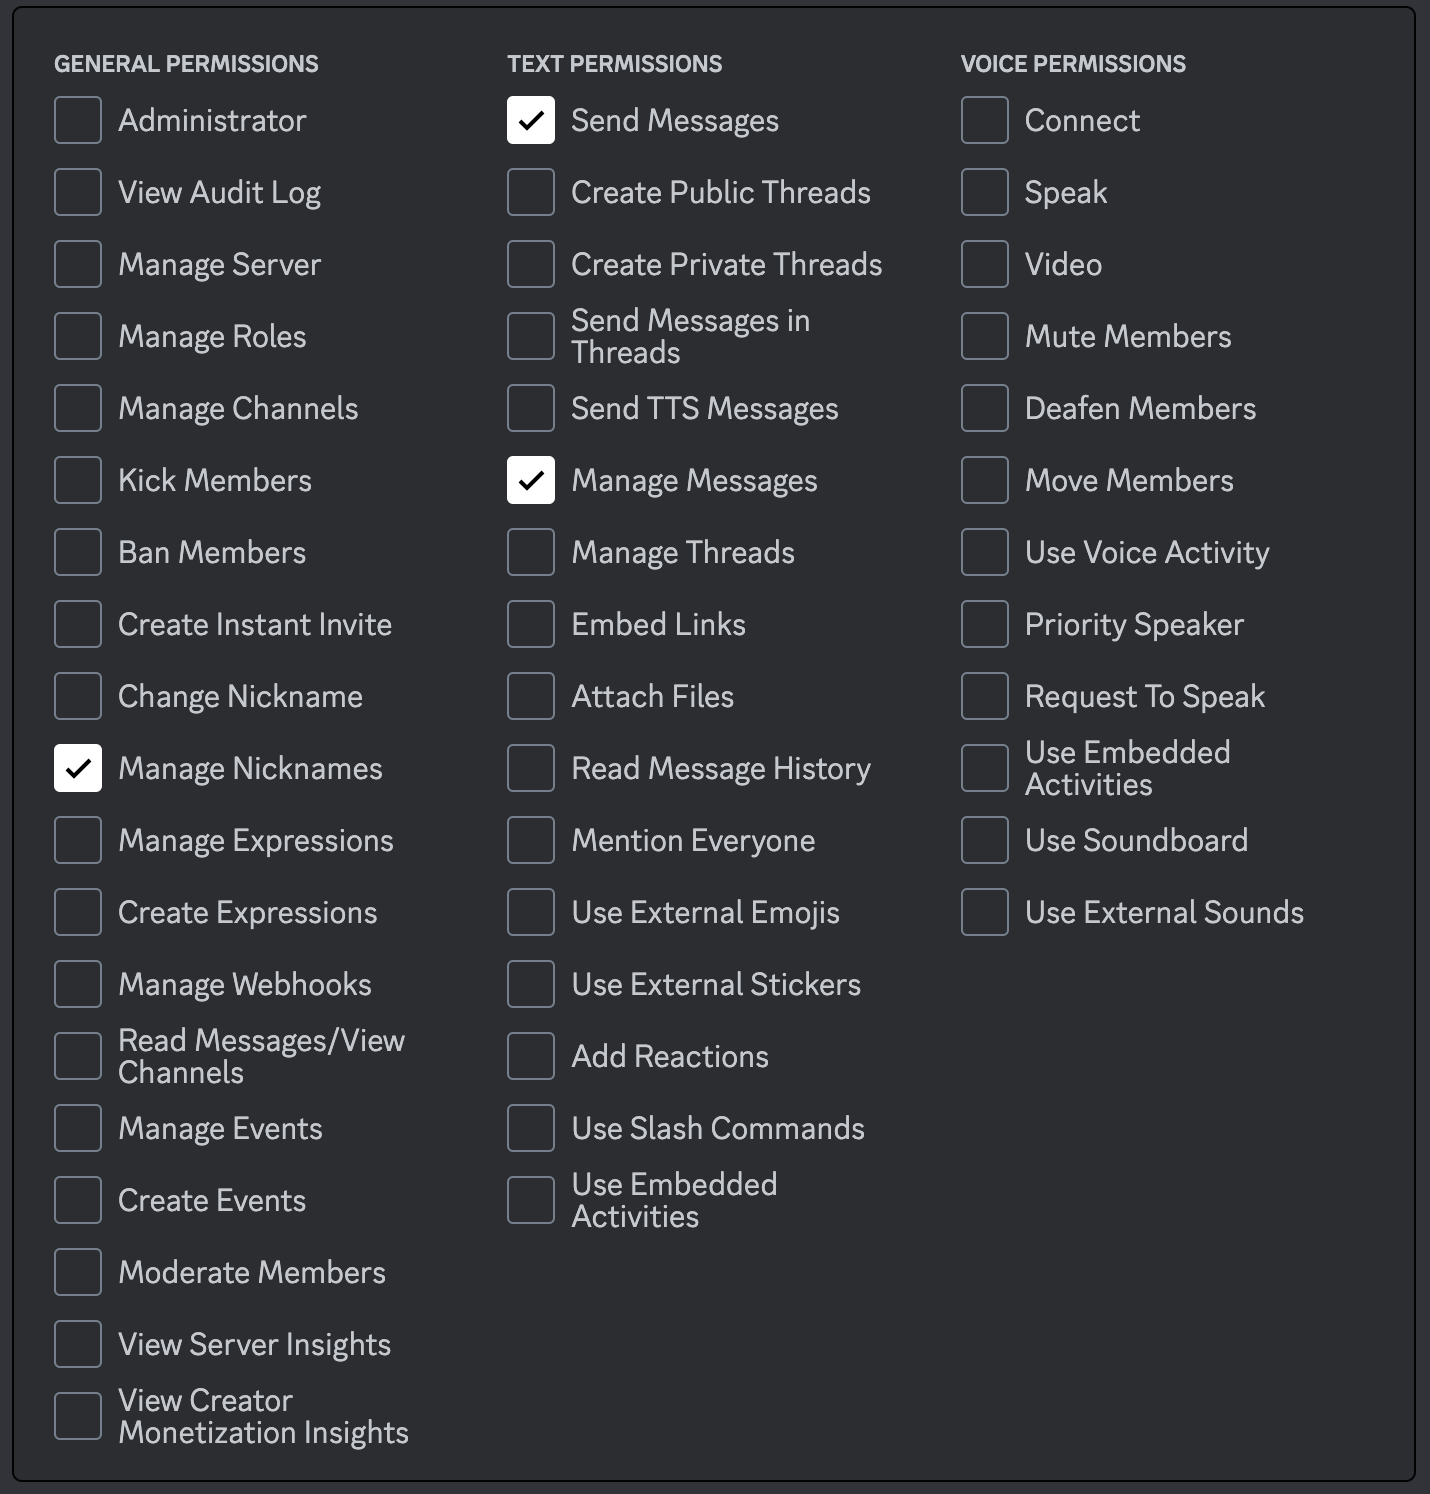 GENERAL PERMISSIONS
Administrator
View Audit Log
Manage Server
Manage Roles
Manage Channels
Kick Members
Ban Members
Create Instant Invite
Change Nickname
Manage Nicknames
Manage Expressions
Create Expressions
Manage Webhooks
Read Messages/View
Channels
Manage Events
Create Events
Moderate Members
View Server Insights
View Creator
Monetization Insights
TEXT PERMISSIONS
Send Messages
Create Public Threads
Create Private Threads
Send Messages in
Threads
Send TTS Messages
Manage Messages
Manage Threads
Embed Links
Attach Files
Read Message History
Mention Everyone
Use External Emojis
Use External Stickers
Add Reactions
Use Slash Commands
Use Embedded
Activities
VOICE PERMISSIONS
Connect
Speak
Video
Mute Members
Deafen Members
Move Members
Use Voice Activity
Priority Speaker
Request To Speak
Use Embedded
Activities
Use Soundboard
Use External Sounds